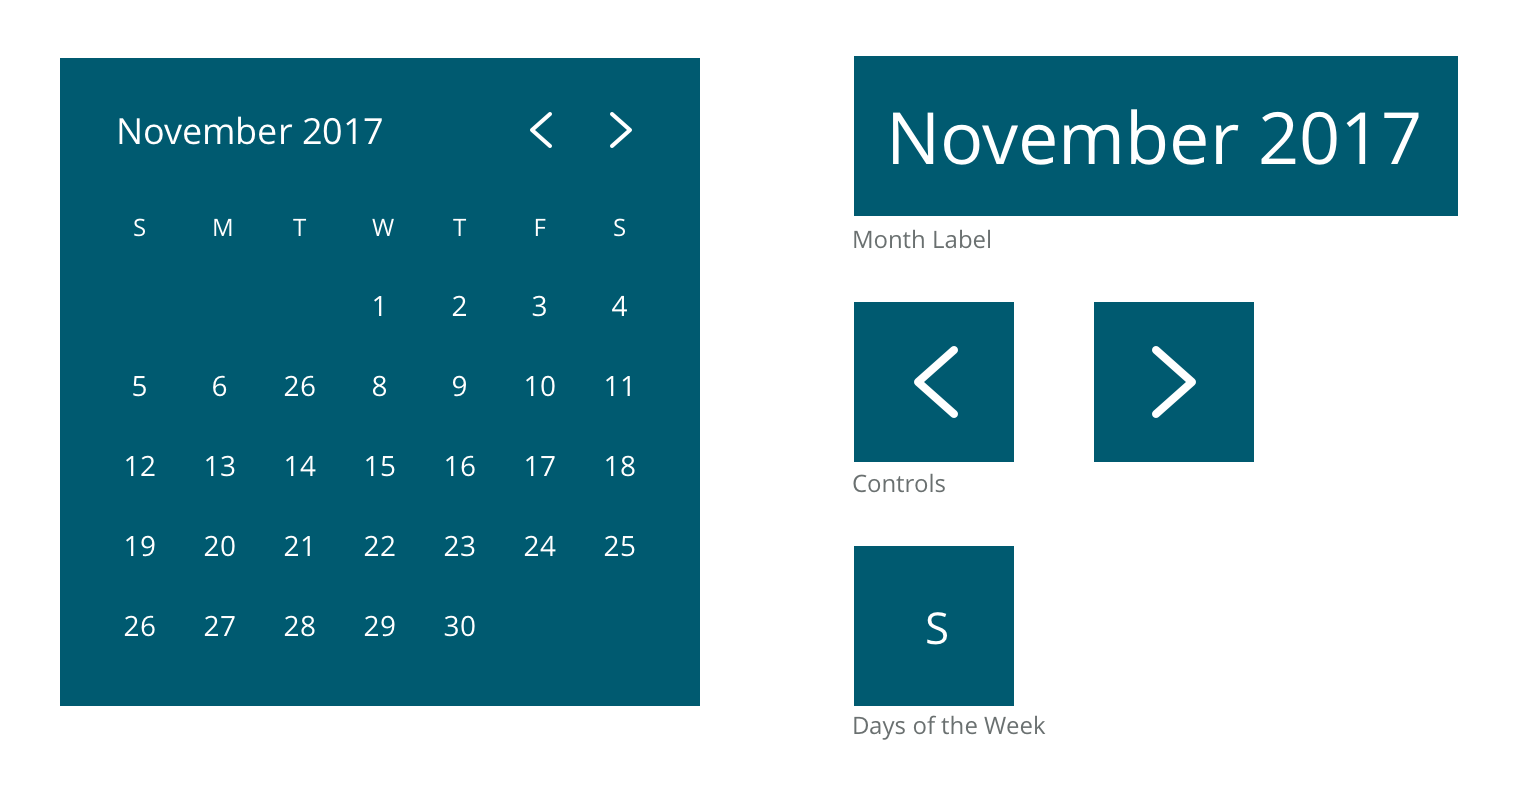 November 2017
S M T W T F S
1 2 3 4
5 6 26 8 9 10 11
12 13 14 15 16 17 18
19 20 21 22 23 24 25
26 27 28 29 30
November 2017
Month Label
Controls
S
Days of the Week